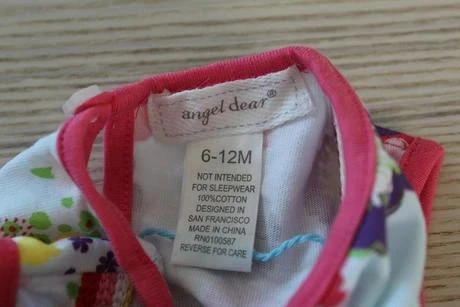 angel dear®
6-12M
NOT INTENDED
FOR SLEEPWEAR
100%COTTON
DESIGNED IN
SAN FRANCISCO
MADE IN CHINA
RN0100587
REVERSE FOR CARE